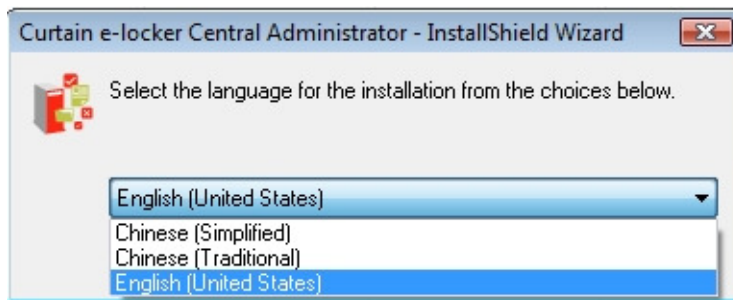 Curtain e-locker Central Administrator - InstallShield Wizard
Select the language for the installation from the choices below.
English (United States)
Chinese (Simplified)
Chinese (Traditional)
English (United States)